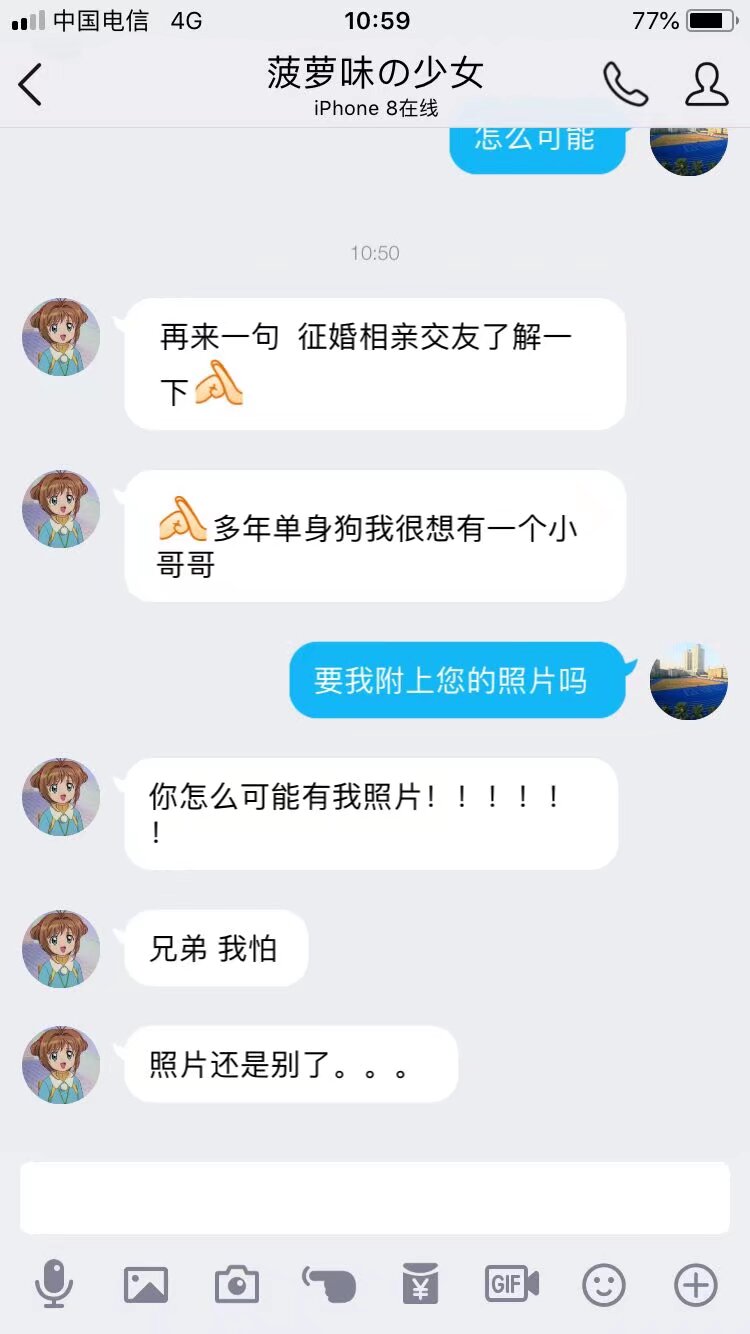 中国电信 4G 10:59 77%
菠萝味の少女
iPhone 8在线
怎么可能
10:50
再来一句 征婚相亲交友了解一
下
多年单身狗我很想有一个小
哥哥
要我附上您的照片吗
你怎么可能有我照片！！！！！
！
兄弟 我怕
照片还是别了。。。
¥
GIF